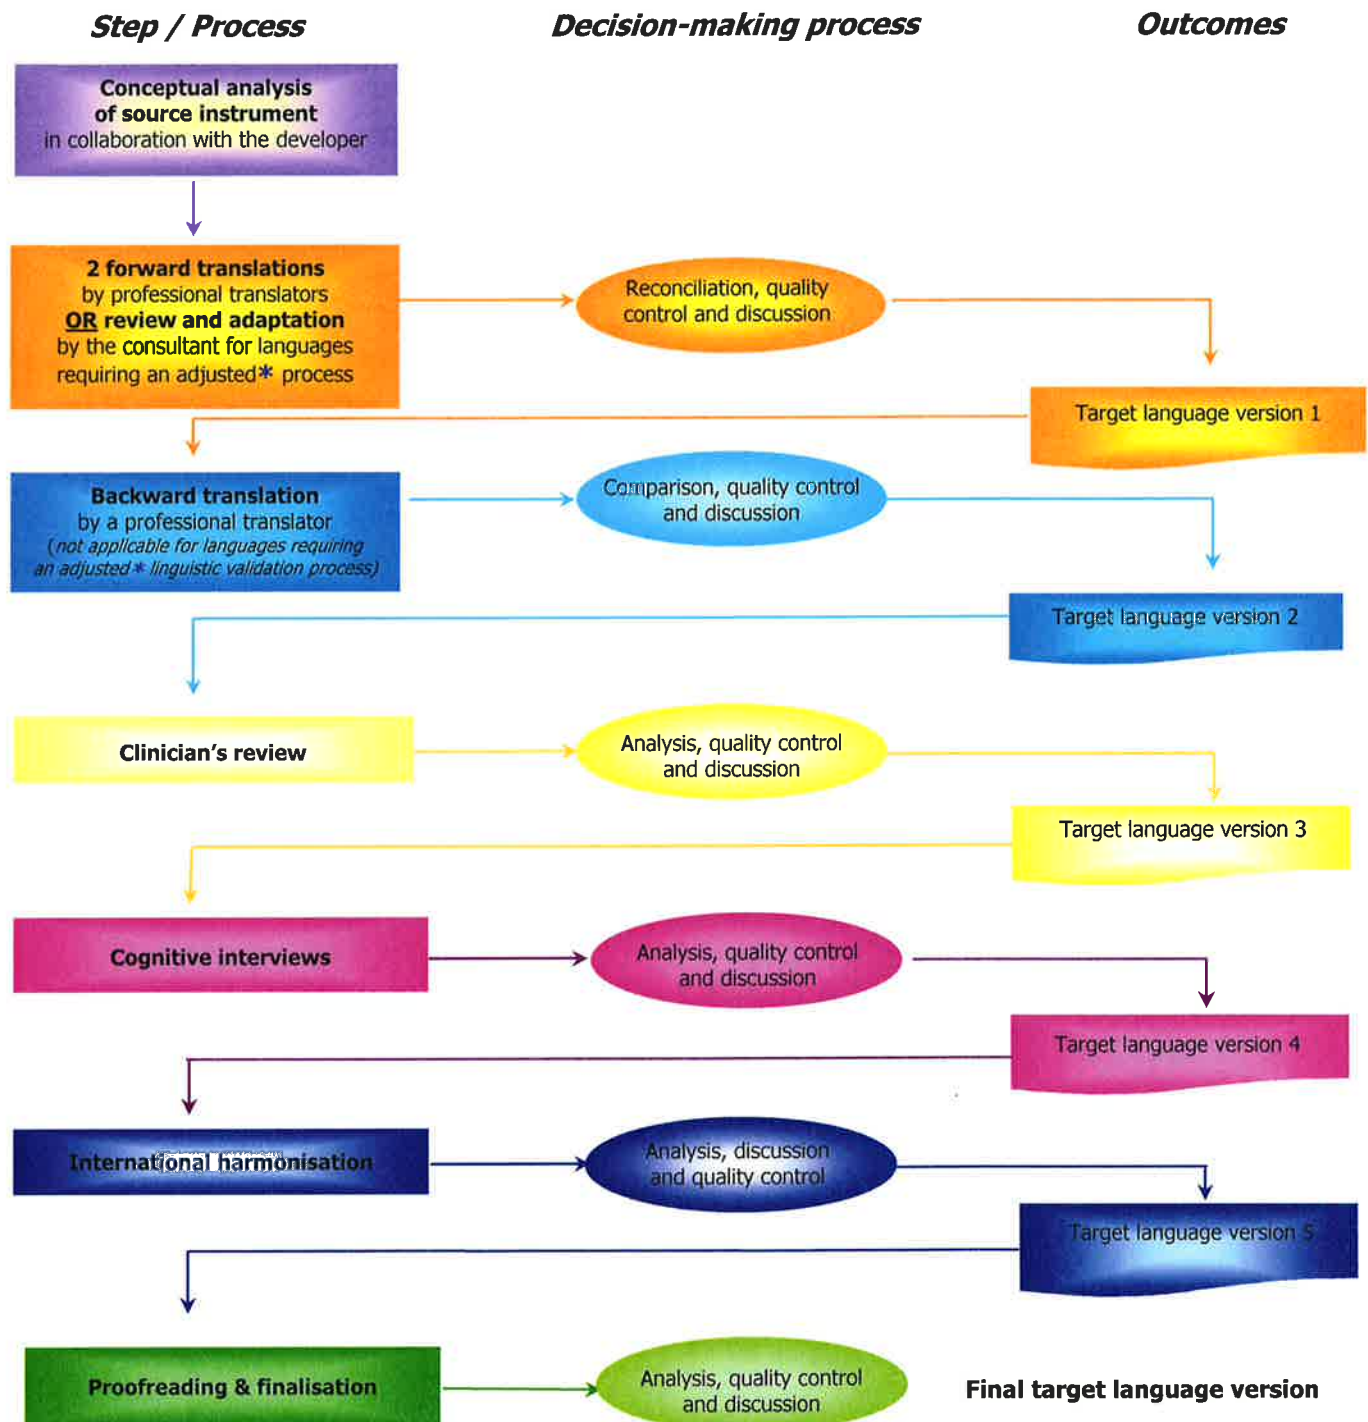 Step / Process
Decision-making process
Outcomes
Conceptual analysis
of source instrument
in collaboration with the developer
2 forward translations
by professional translators
OR review and adaptation
by the consultant for languages
requiring an adjusted* process
Reconciliation, quality
control and discussion
Target language version 1
Backward translation
by a professional translator
(not applicable for languages requiring
an adjusted* linguistic validation process)
Comparison, quality control
and discussion
Target language version 2
Clinician's review
Analysis, quality control
and discussion
Target language version 3
Cognitive interviews
Analysis, quality control
and discussion
Target language version 4
International harmonisation
Analysis, discussion
and quality control
Target language version 5
Proofreading & finalisation
Analysis, quality control
and discussion
Final target language version